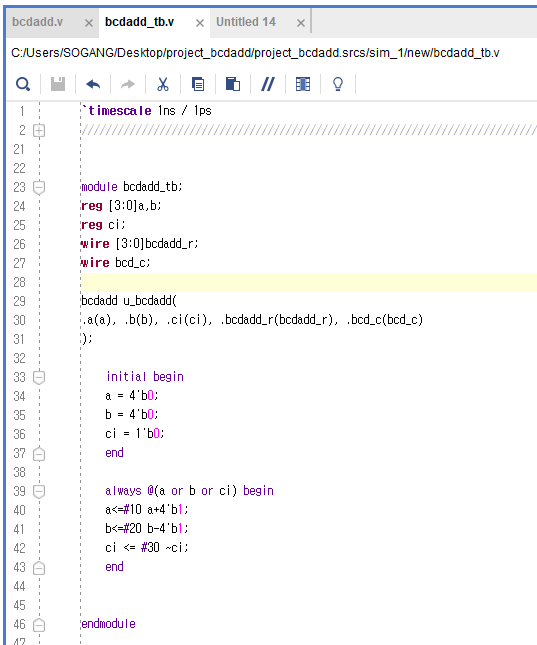 bcdadd.v × bcdadd_tb.v × Untitled 14 ×
C:/Users/SOGANG/Desktop/project_bcdadd/project_bcdadd.srcs/sim_1/new/bcdadd_tb.v
1 `timescale 1ns / 1ps
2 ////////////////////////////////////////////////////////////////////////////////
21
22
23 module bcdadd_tb;
24 reg [3:0]a,b;
25 reg ci;
26 wire [3:0]bcdadd_r;
27 wire bcd_c;
28
29 bcdadd u_bcdadd(
30 .a(a), .b(b), .ci(ci), .bcdadd_r(bcdadd_r), .bcd_c(bcd_c)
31 );
32
33 initial begin
34 a = 4'b0;
35 b = 4'b0;
36 ci = 1'b0;
37 end
38
39 always @(a or b or ci) begin
40 a<=#10 a+4'b1;
41 b<=#20 b-4'b1;
42 ci <= #30 ~ci;
43 end
44
45
46 endmodule
47